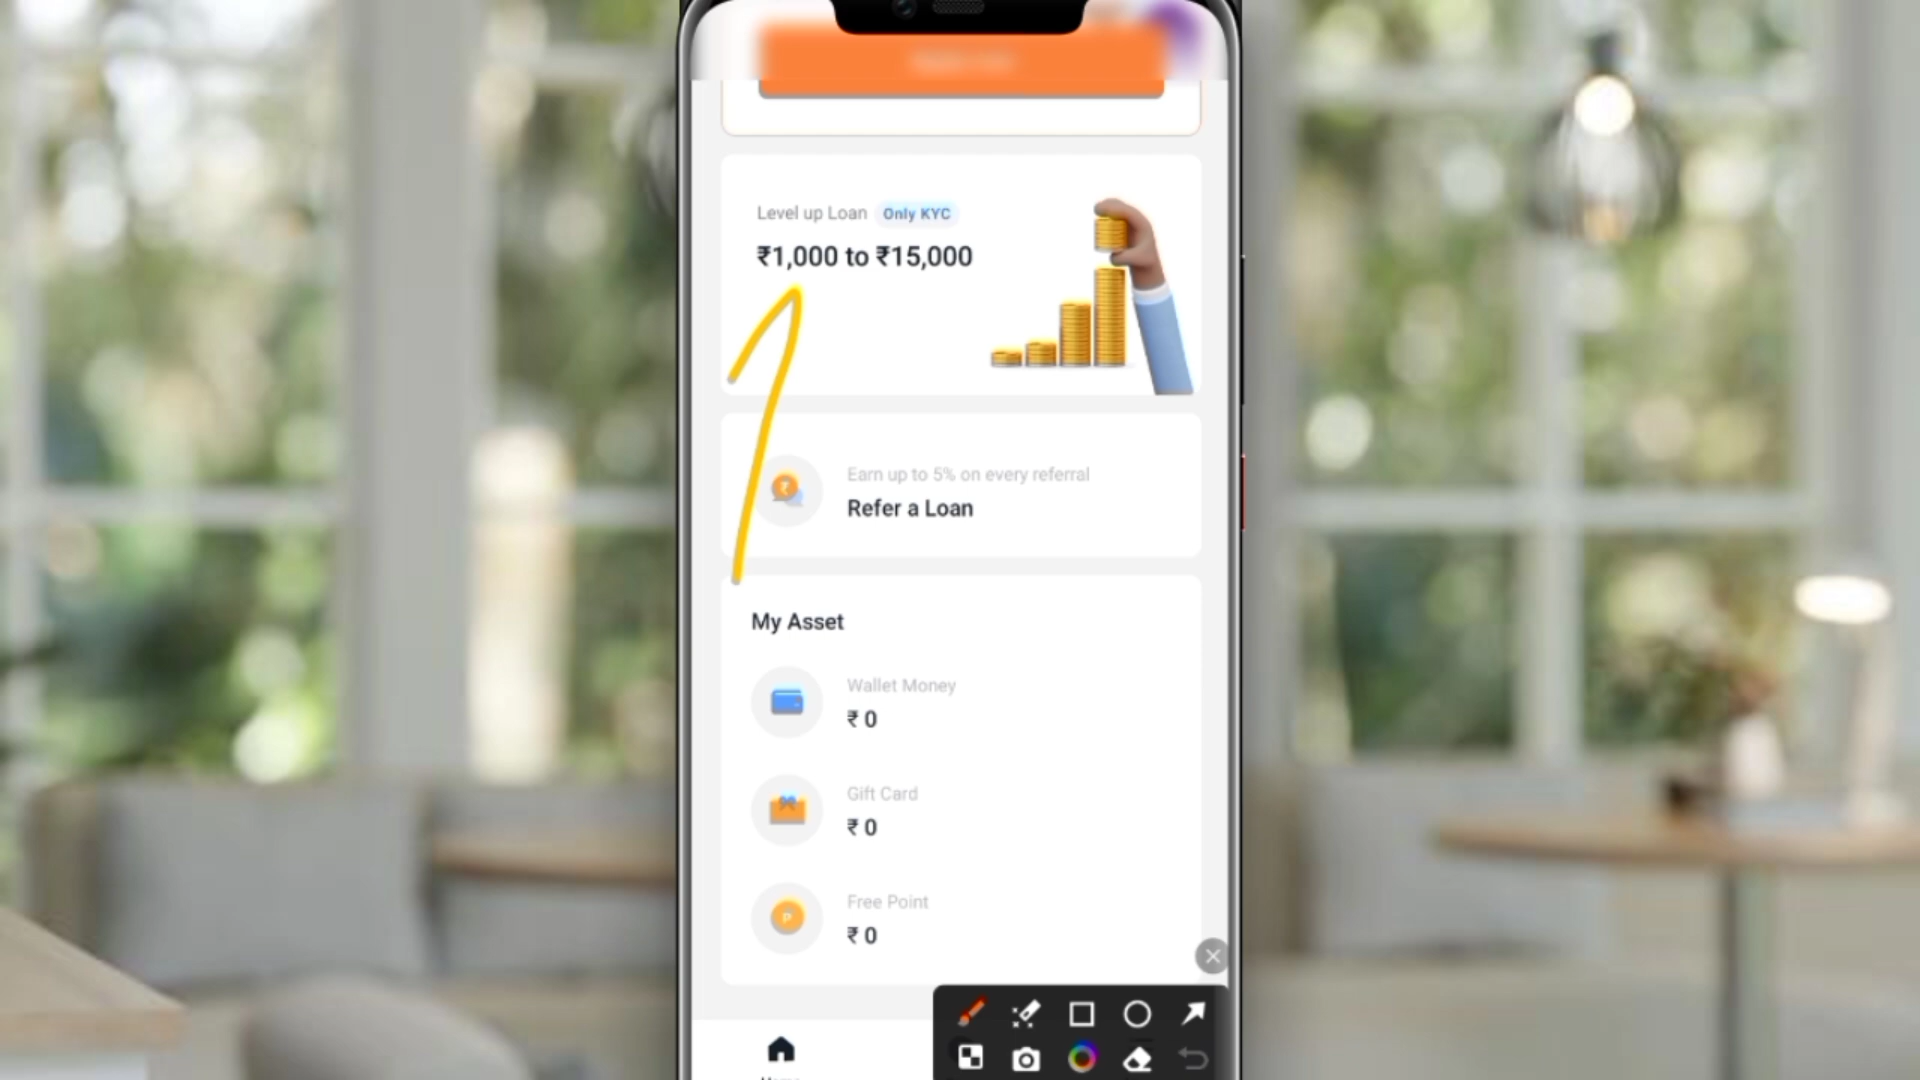 Level up Loan Only KYC
₹1,000 to ₹15,000
₹
Earn up to 5% on every referral
Refer a Loan
My Asset
Wallet Money
₹ 0
Gift Card
₹ 0
P
Free Point
₹ 0